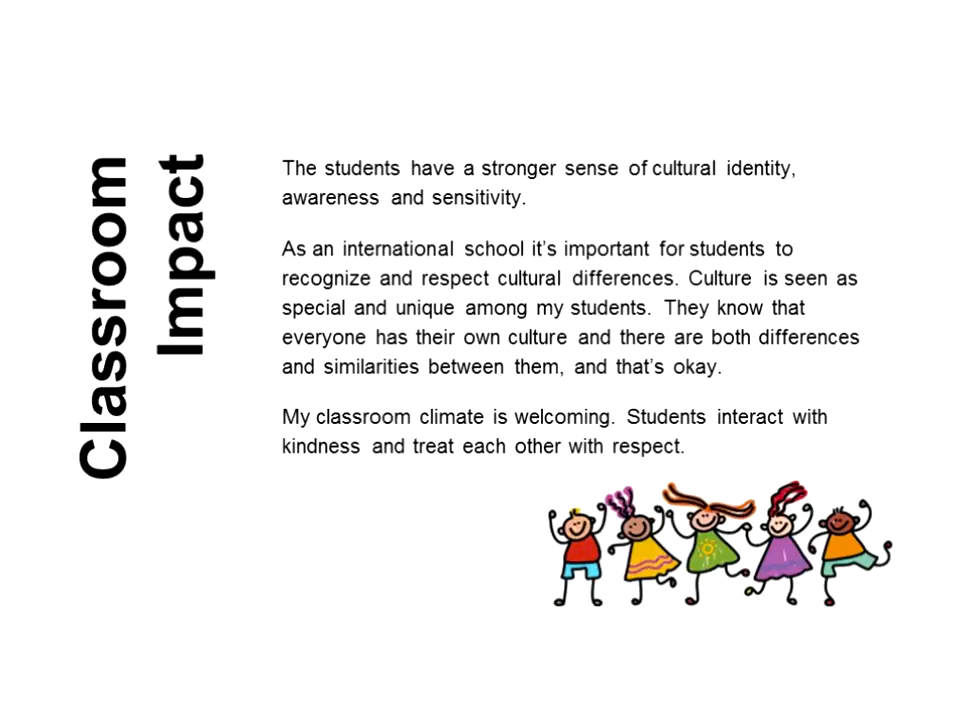 Classroom
Impact
The students have a stronger sense of cultural identity,
awareness and sensitivity.
As an international school it’s important for students to
recognize and respect cultural differences. Culture is seen as
special and unique among my students. They know that
everyone has their own culture and there are both differences
and similarities between them, and that’s okay.
My classroom climate is welcoming. Students interact with
kindness and treat each other with respect.